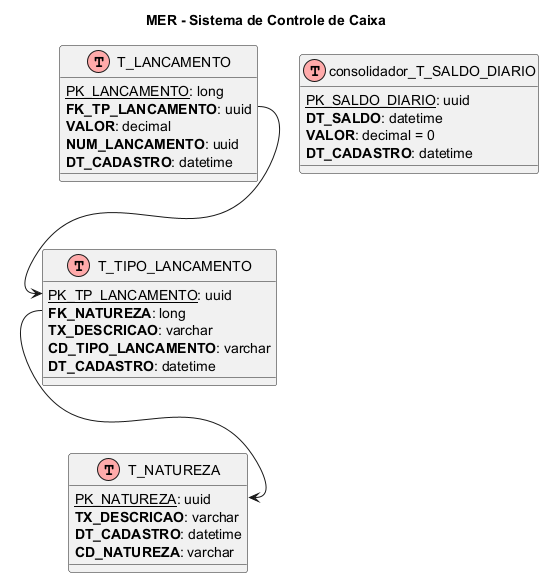 MER - Sistema de Controle de Caixa
T T_LANCAMENTO
PK_LANCAMENTO: long
FK_TP_LANCAMENTO: uuid
VALOR: decimal
NUM_LANCAMENTO: uuid
DT_CADASTRO: datetime
T consolidador_T_SALDO_DIARIO
PK_SALDO_DIARIO: uuid
DT_SALDO: datetime
VALOR: decimal = 0
DT_CADASTRO: datetime
T T_TIPO_LANCAMENTO
PK_TP_LANCAMENTO: uuid
FK_NATUREZA: long
TX_DESCRICAO: varchar
CD_TIPO_LANCAMENTO: varchar
DT_CADASTRO: datetime
T T_NATUREZA
PK_NATUREZA: uuid
TX_DESCRICAO: varchar
DT_CADASTRO: datetime
CD_NATUREZA: varchar